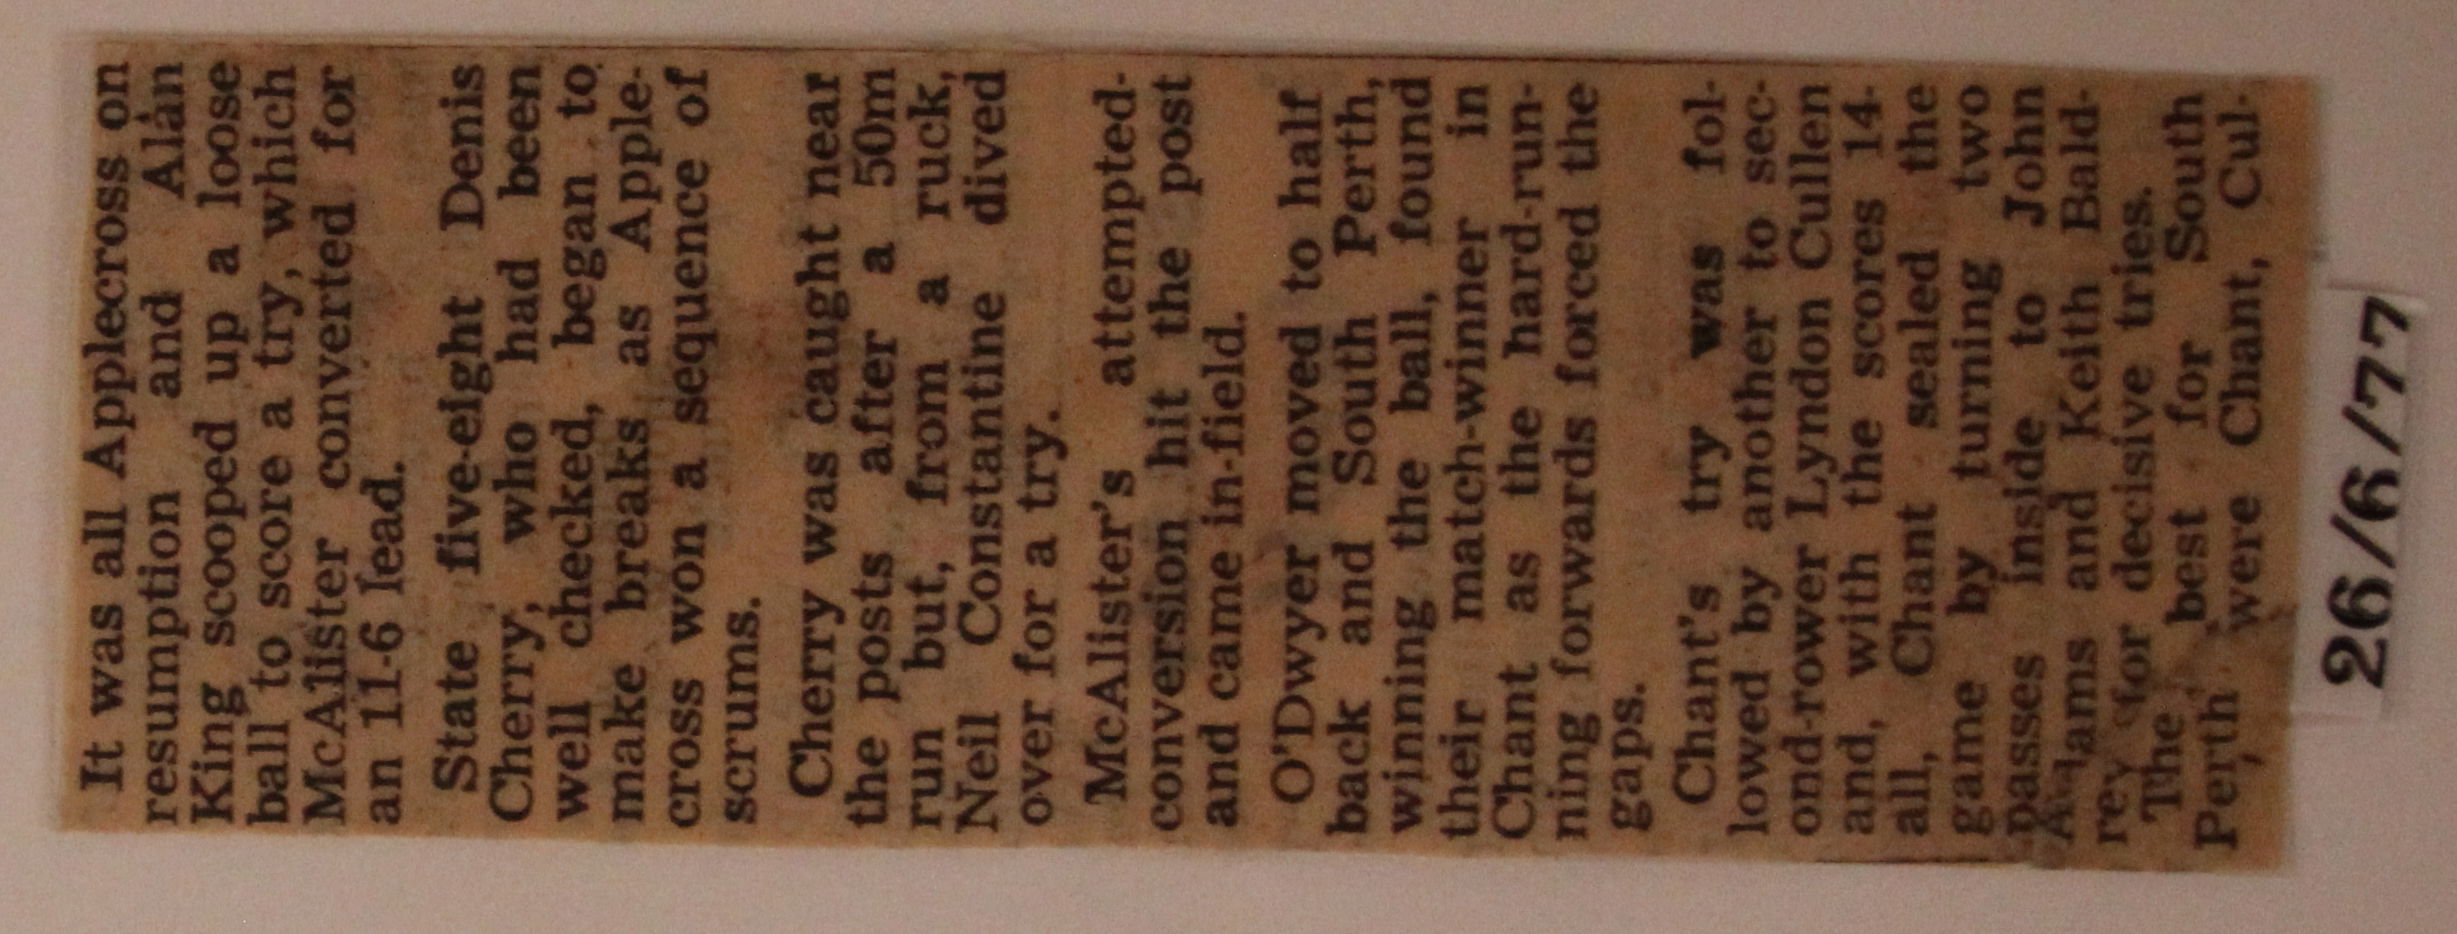 It was all Applecross on
resumption and Alan
King scooped up a loose
ball to score a try, which
McAlister converted for
an 11-6 lead.
State five-eight Denis
Cherry, who had been
well checked, began to
make breaks as Apple-
cross won a sequence of
scrums.
Cherry was caught near
the posts after a 50m
run but, from a ruck,
Neil Constantine dived
over for a try.
McAlister's attempted-
conversion hit the post
and came in-field.
O'Dwyer moved to half
back and South Perth,
winning the ball, found
their match-winner in
Chant as the hard-run-
ning forwards forced the
gaps.
Chant's try was fol-
lowed by another to sec-
ond-rower Lyndon Cullen
and, with the scores 14-
all, Chant sealed the
game by turning two
passes inside to John
Adams and Keith Bald-
rey for decisive tries.
The best for South
Perth were Chant, Cul-
26/6/77